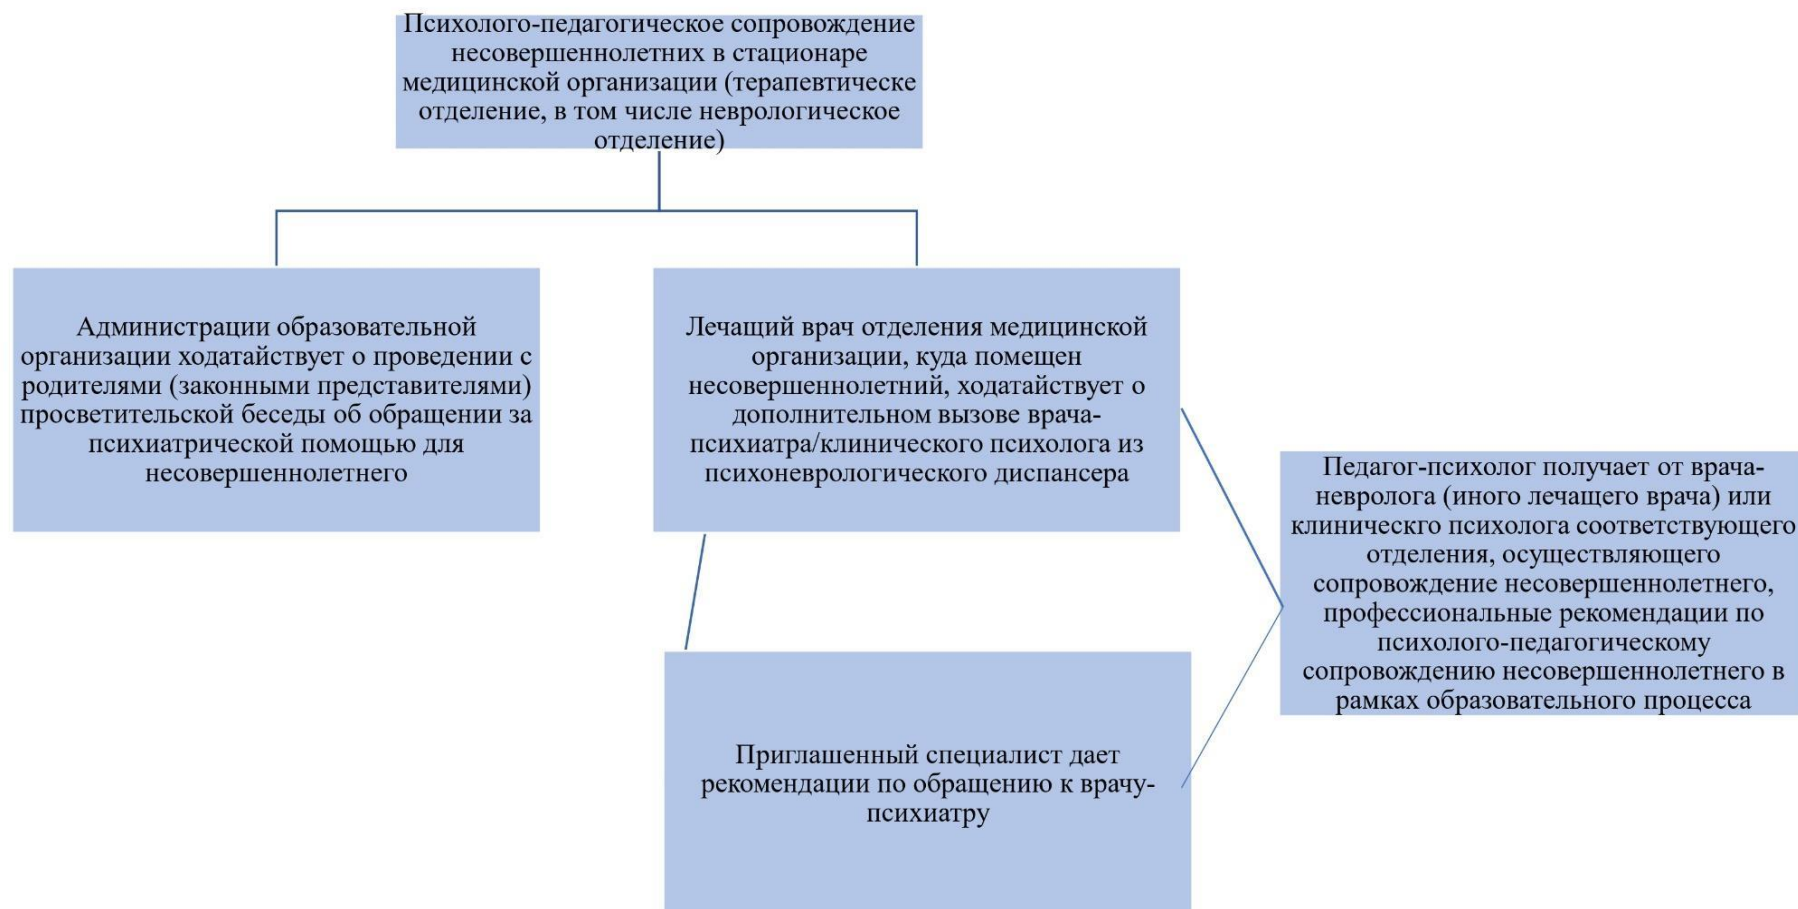 Психолого-педагогическое сопровождение
несовершеннолетних в стационаре
медицинской организации (терапевтическе
отделение, в том числе неврологическое
отделение)
Администрации образовательной
организации ходатайствует о проведении с
родителями (законными представителями)
просветительской беседы об обращении за
психиатрической помощью для
несовершеннолетнего
Лечащий врач отделения медицинской
организации, куда помещен
несовершеннолетний, ходатайствует о
дополнительном вызове врача-
психиатра/клинического психолога из
психоневрологического диспансера
Педагог-психолог получает от врача-
невролога (иного лечащего врача) или
клиническго психолога соответствующего
отделения, осуществляющего
сопровождение несовершеннолетнего,
профессиональные рекомендации по
психолого-педагогическому
сопровождению несовершеннолетнего в
рамках образовательного процесса
Приглашенный специалист дает
рекомендации по обращению к врачу-
психиатру